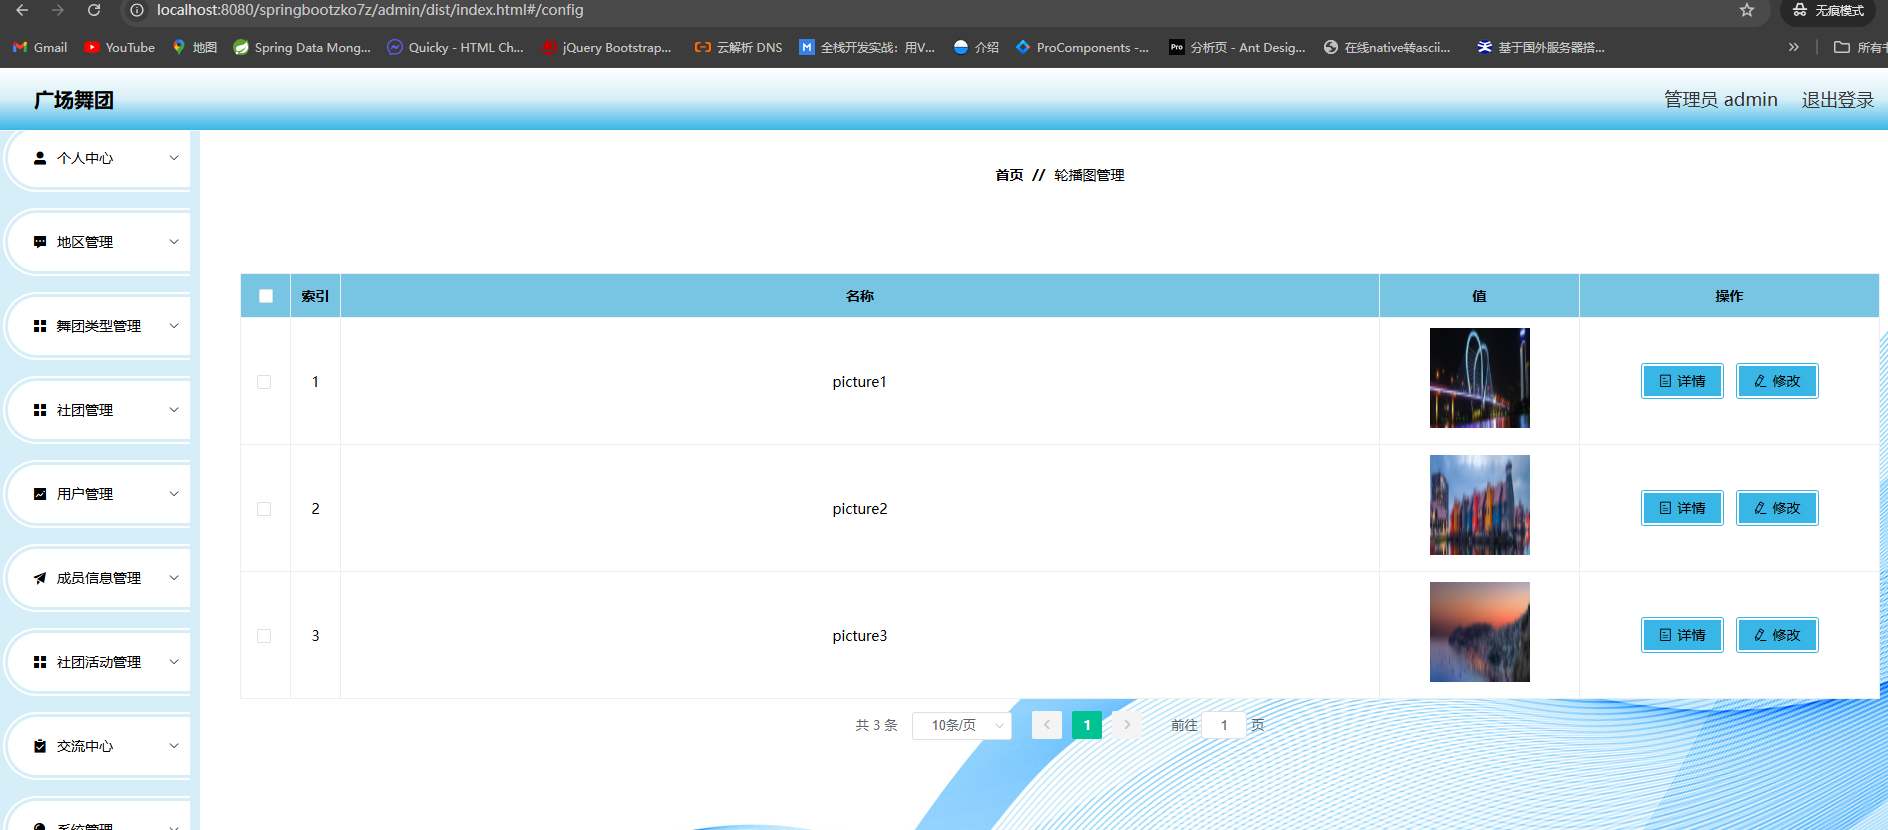 localhost:8080/springbootzko7z/admin/dist/index.html#/config
无痕模式
Gmail
YouTube
地图
Spring Data Mong...
Quicky - HTML Ch...
jQuery Bootstrap...
云解析 DNS
全栈开发实战：用V...
介绍
ProComponents -...
Pro
分析页 - Ant Desig...
在线native转ascii...
基于国外服务器搭...
所有
广场舞团
管理员 admin
退出登录
个人中心
地区管理
舞团类型管理
社团管理
用户管理
成员信息管理
社团活动管理
交流中心
系统管理
首页 // 轮播图管理
索引 名称 值 操作
1 picture1 详情 修改
2 picture2 详情 修改
3 picture3 详情 修改
共 3 条 10条/页 1 前往 1 页